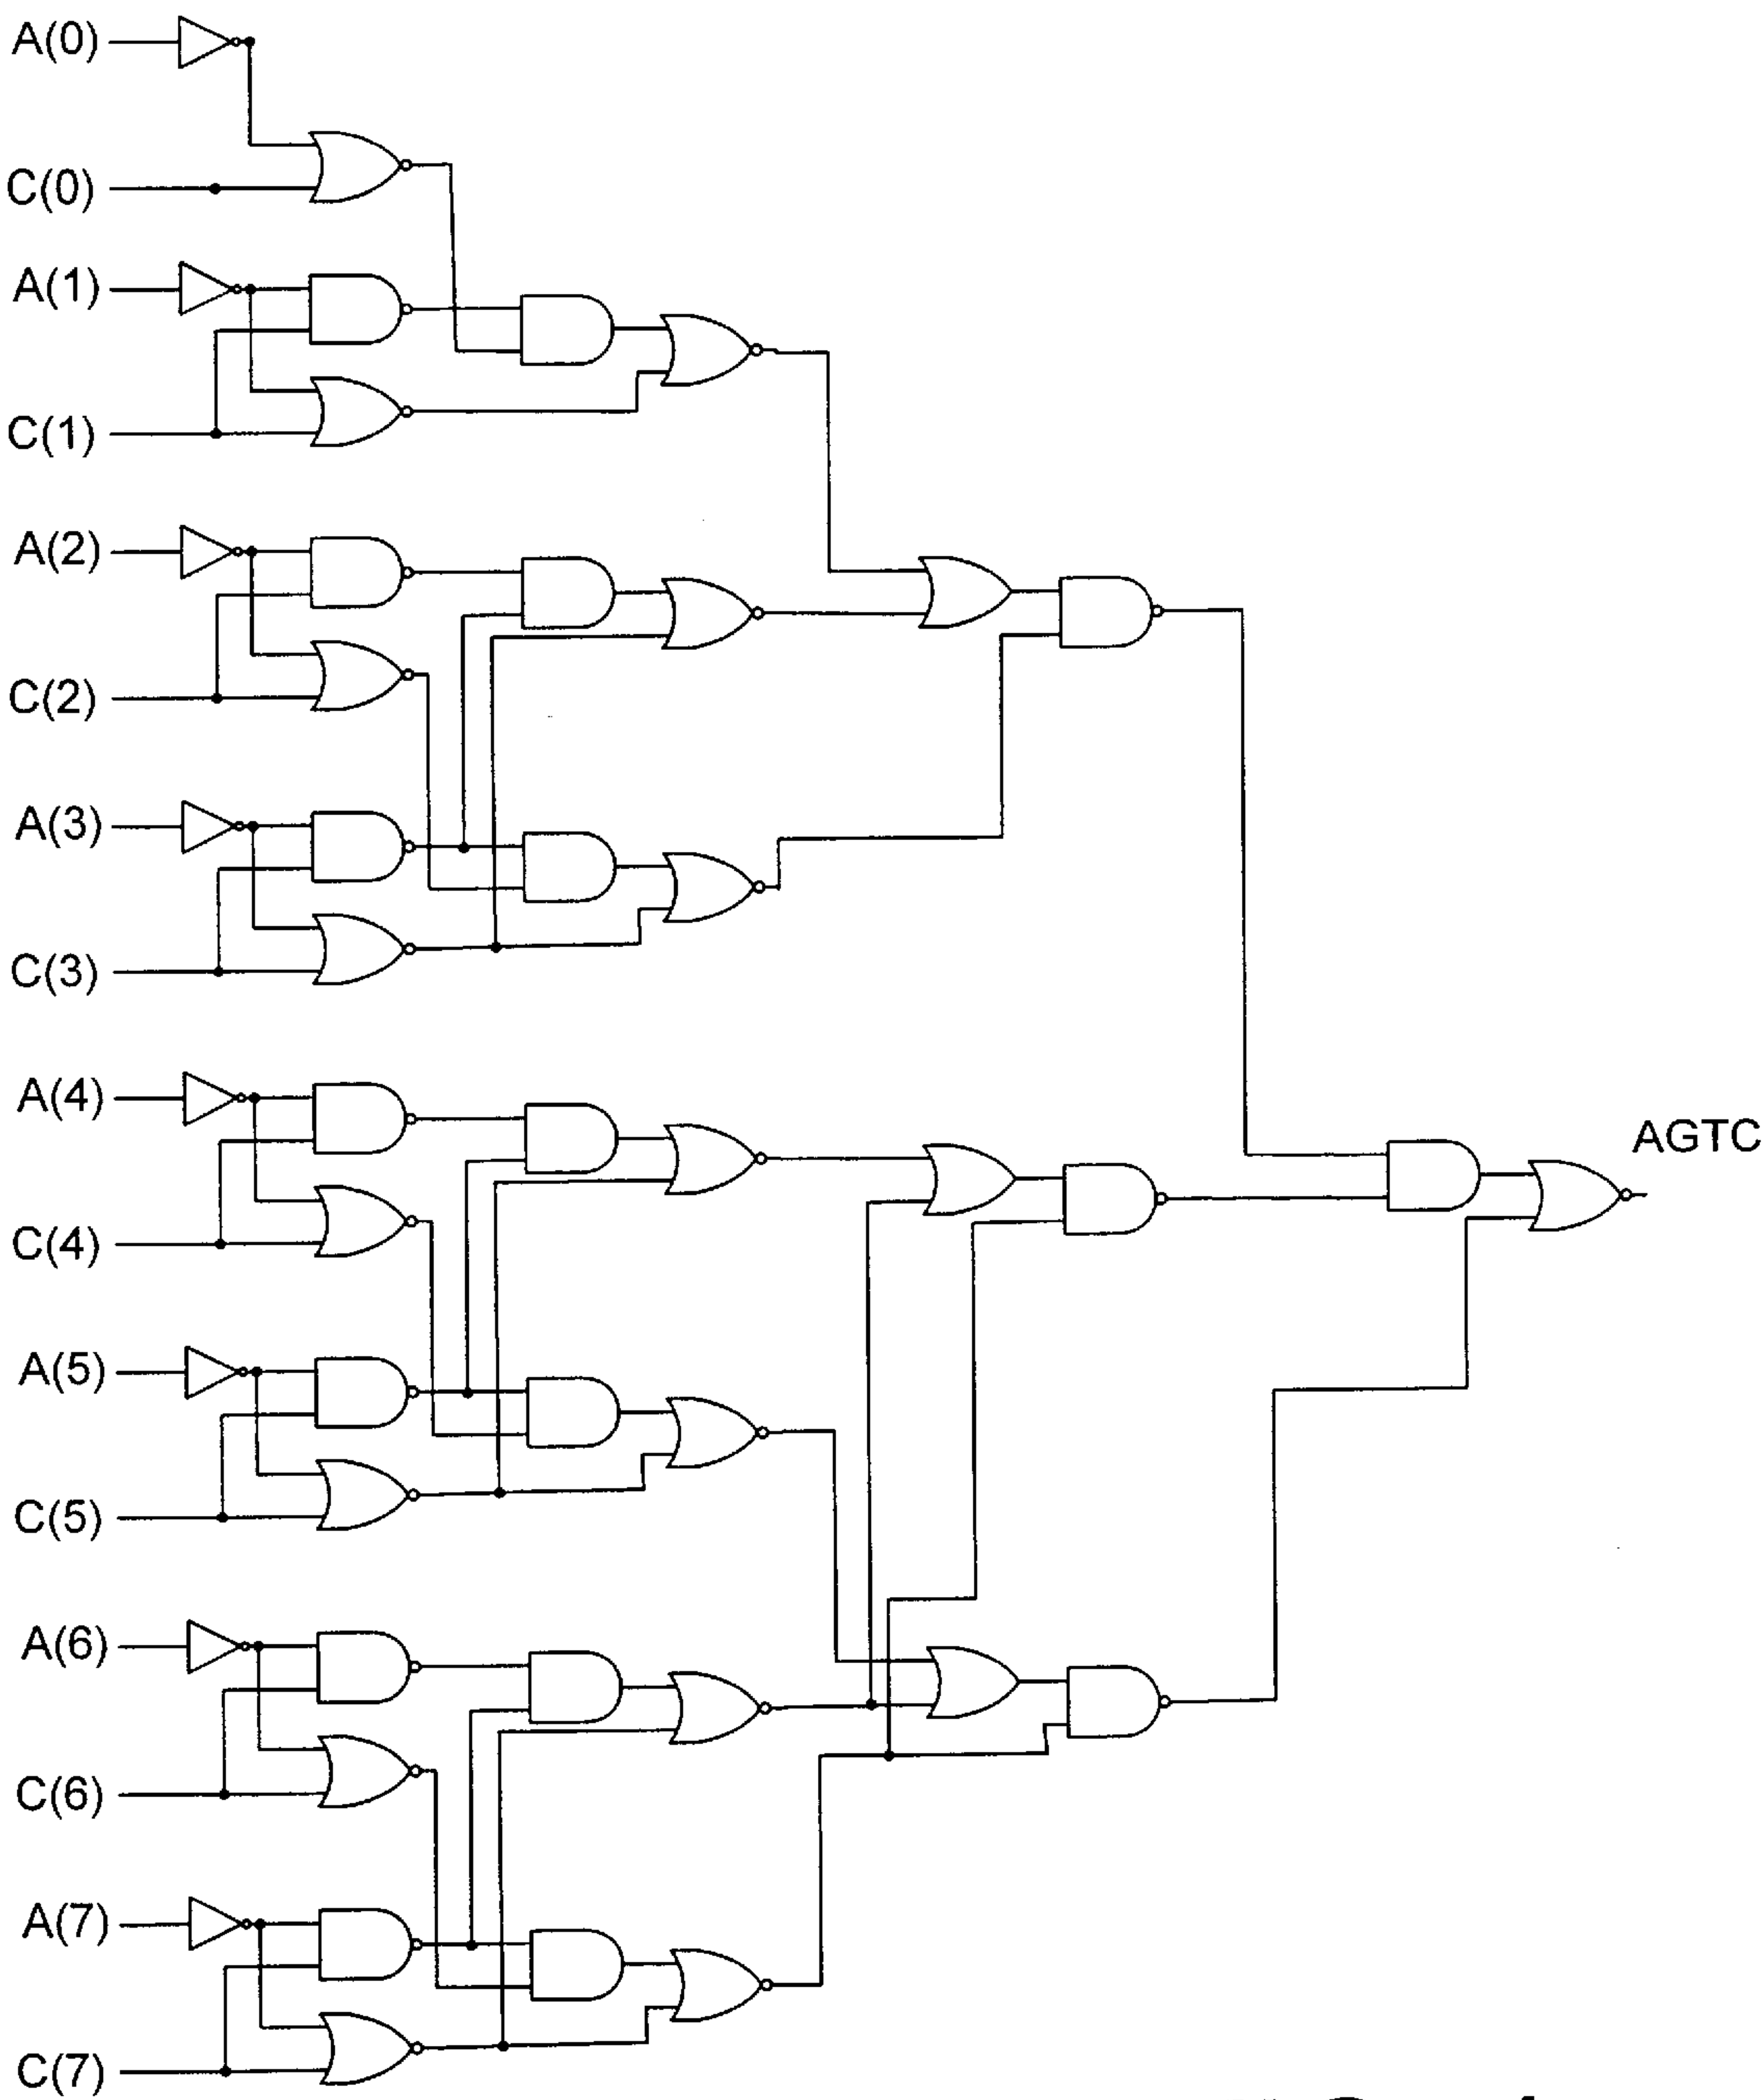 A(0)
C(0)
A(1)
C(1)
A(2)
C(2)
A(3)
C(3)
A(4)
AGTC
C(4)
A(5)
C(5)
A(6)
C(6)
A(7)
C(7)